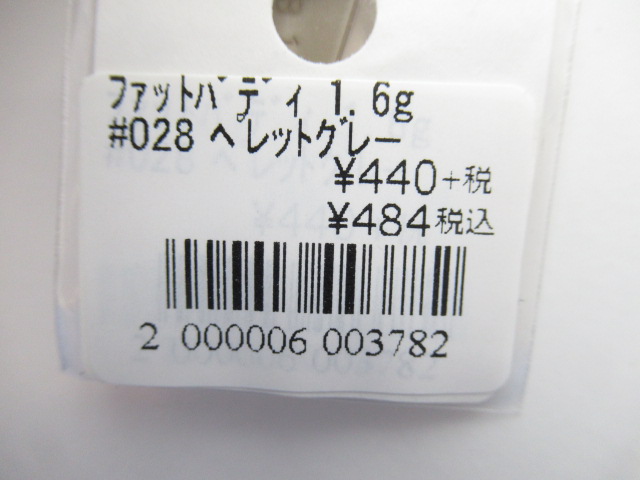 ファットバディ 1.6g
#028 ペレットグレー
¥440+税
¥484税込
2 000006 003782